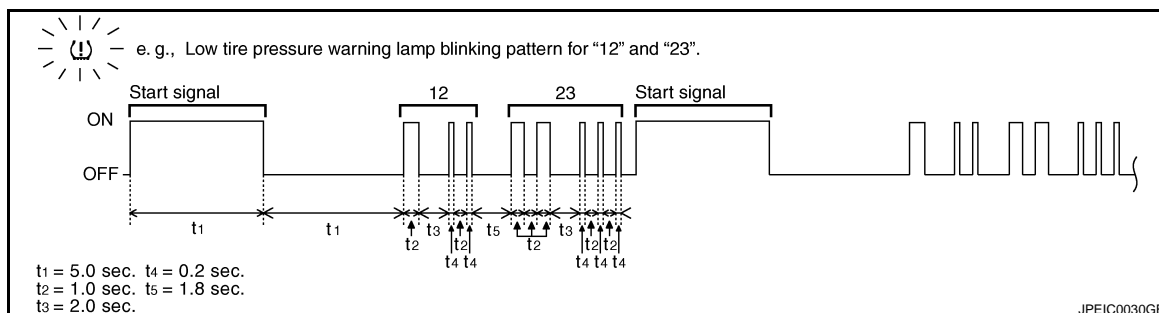 e. g., Low tire pressure warning lamp blinking pattern for “12” and “23”.
Start signal 12 23 Start signal
ON
OFF
t1 t1 t2 t3 t2 t5 t2 t3 t2 t2
t4 t4 t4 t4 t4
t1 = 5.0 sec. t4 = 0.2 sec.
t2 = 1.0 sec. t5 = 1.8 sec.
t3 = 2.0 sec.